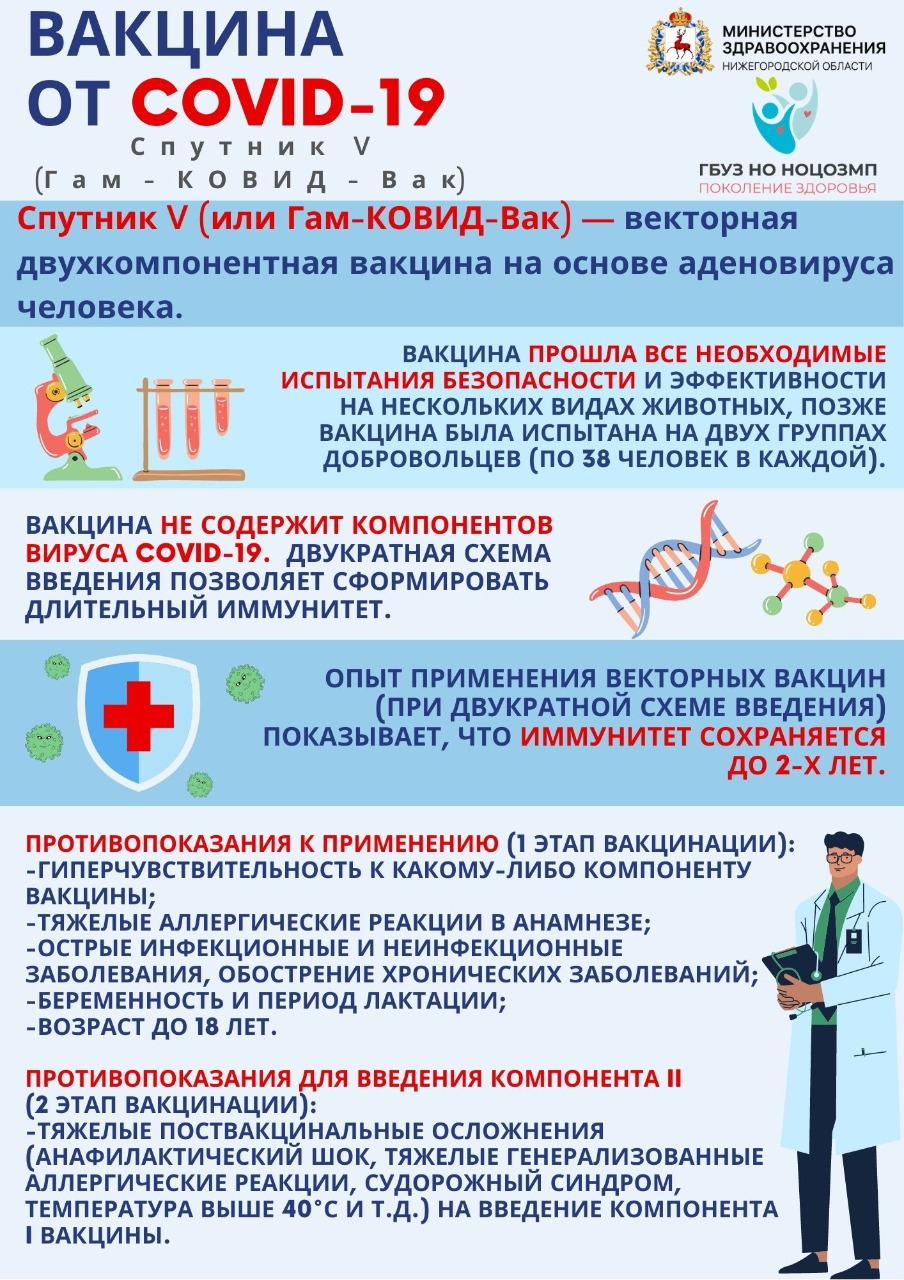 ВАКЦИНА
ОТ COVID-19
Спутник V
(Гам - КОВИД - Вак)
МИНИСТЕРСТВО
ЗДРАВООХРАНЕНИЯ
НИЖЕГОРОДСКОЙ ОБЛАСТИ
ГБУЗ НО НОЦОЗМП
ПОКОЛЕНИЕ ЗДОРОВЬЯ
Спутник V (или Гам-КОВИД-Вак) — векторная
двухкомпонентная вакцина на основе аденовируса
человека.
ВАКЦИНА ПРОШЛА ВСЕ НЕОБХОДИМЫЕ
ИСПЫТАНИЯ БЕЗОПАСНОСТИ И ЭФФЕКТИВНОСТИ
НА НЕСКОЛЬКИХ ВИДАХ ЖИВОТНЫХ, ПОЗЖЕ
ВАКЦИНА БЫЛА ИСПЫТАНА НА ДВУХ ГРУППАХ
ДОБРОВОЛЬЦЕВ (ПО 38 ЧЕЛОВЕК В КАЖДОЙ).
ВАКЦИНА НЕ СОДЕРЖИТ КОМПОНЕНТОВ
ВИРУСА COVID-19. ДВУКРАТНАЯ СХЕМА
ВВЕДЕНИЯ ПОЗВОЛЯЕТ СФОРМИРОВАТЬ
ДЛИТЕЛЬНЫЙ ИММУНИТЕТ.
ОПЫТ ПРИМЕНЕНИЯ ВЕКТОРНЫХ ВАКЦИН
(ПРИ ДВУКРАТНОЙ СХЕМЕ ВВЕДЕНИЯ)
ПОКАЗЫВАЕТ, ЧТО ИММУНИТЕТ СОХРАНЯЕТСЯ
ДО 2-Х ЛЕТ.
ПРОТИВОПОКАЗАНИЯ К ПРИМЕНЕНИЮ (1 ЭТАП ВАКЦИНАЦИИ):
-ГИПЕРЧУВСТВИТЕЛЬНОСТЬ К КАКОМУ-ЛИБО КОМПОНЕНТУ
ВАКЦИНЫ;
-ТЯЖЕЛЫЕ АЛЛЕРГИЧЕСКИЕ РЕАКЦИИ В АНАМНЕЗЕ;
-ОСТРЫЕ ИНФЕКЦИОННЫЕ И НЕИНФЕКЦИОННЫЕ
ЗАБОЛЕВАНИЯ, ОБОСТРЕНИЕ ХРОНИЧЕСКИХ ЗАБОЛЕВАНИЙ;
-БЕРЕМЕННОСТЬ И ПЕРИОД ЛАКТАЦИИ;
-ВОЗРАСТ ДО 18 ЛЕТ.
ПРОТИВОПОКАЗАНИЯ ДЛЯ ВВЕДЕНИЯ КОМПОНЕНТА II
(2 ЭТАП ВАКЦИНАЦИИ):
-ТЯЖЕЛЫЕ ПОСТВАКЦИНАЛЬНЫЕ ОСЛОЖНЕНИЯ
(АНАФИЛАКТИЧЕСКИЙ ШОК, ТЯЖЕЛЫЕ ГЕНЕРАЛИЗОВАННЫЕ
АЛЛЕРГИЧЕСКИЕ РЕАКЦИИ, СУДОРОЖНЫЙ СИНДРОМ,
ТЕМПЕРАТУРА ВЫШЕ 40°С И Т.Д.) НА ВВЕДЕНИЕ КОМПОНЕНТА
I ВАКЦИНЫ.